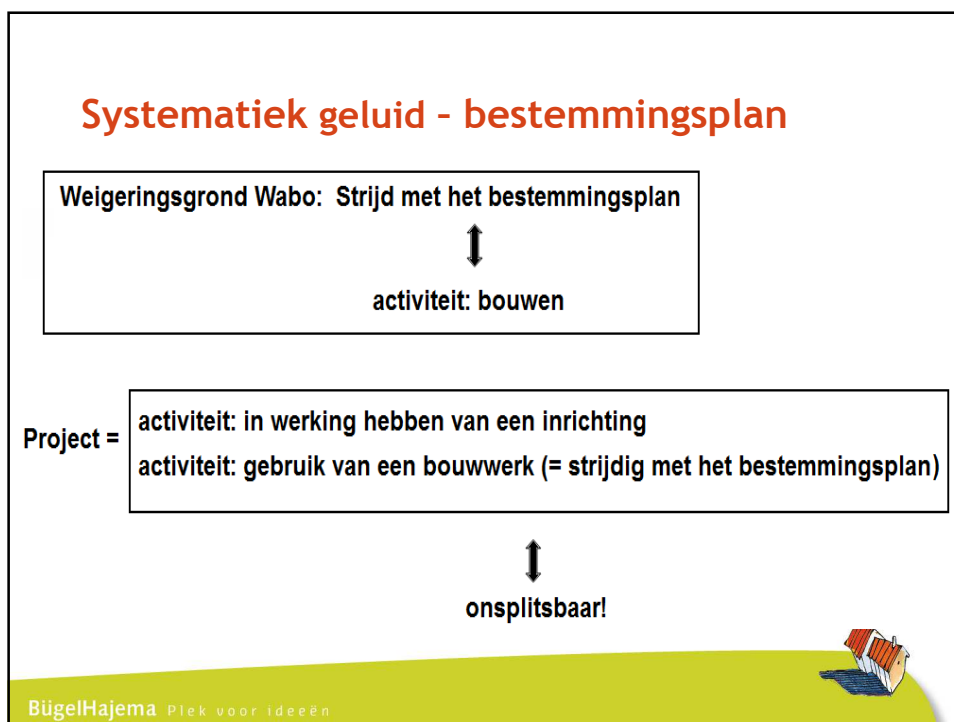 Systematiek geluid - bestemmingsplan
Weigeringsgrond Wabo: Strijd met het bestemmingsplan
activiteit: bouwen
Project =
activiteit: in werking hebben van een inrichting
activiteit: gebruik van een bouwwerk (= strijdig met het bestemmingsplan)
onsplitsbaar!
BügelHajema Plek voor ideeën